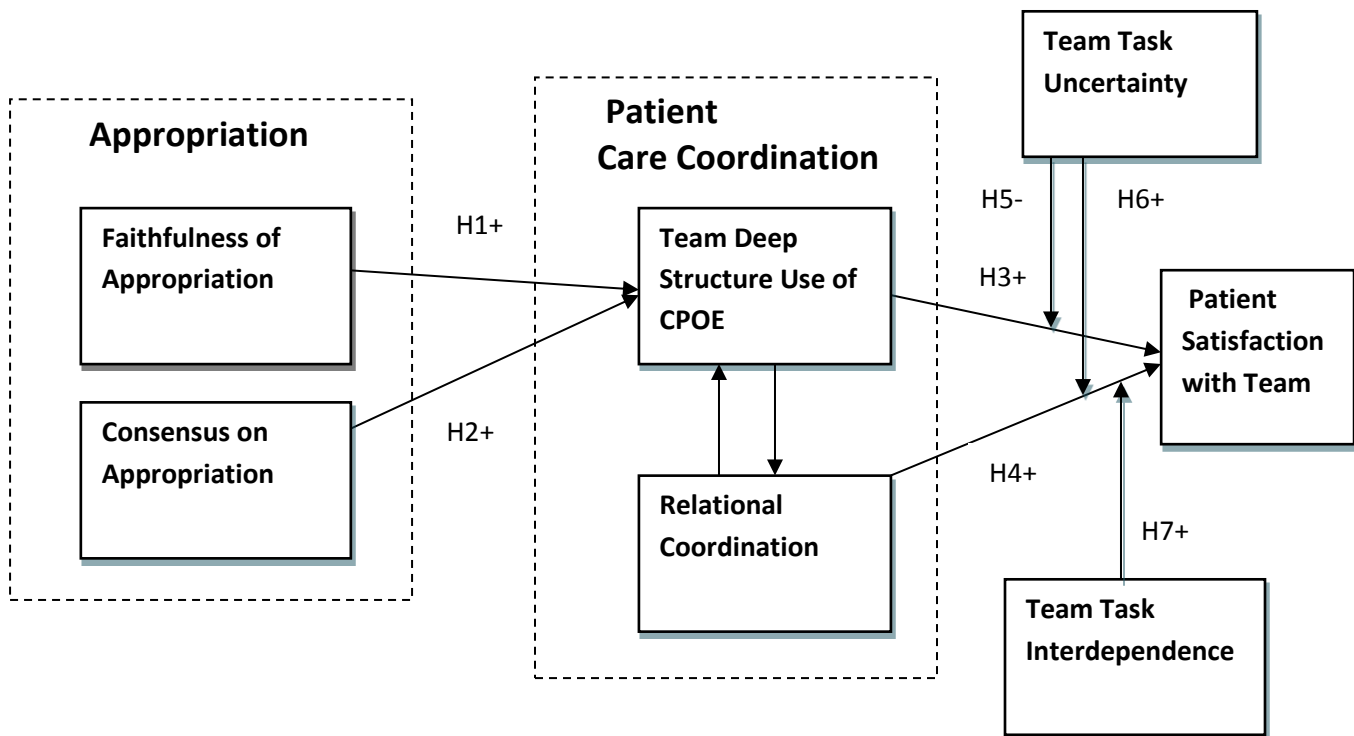 Appropriation
Faithfulness of
Appropriation
Consensus on
Appropriation
H1+
H2+
Patient
Care Coordination
Team Deep
Structure Use of
CPOE
Relational
Coordination
Team Task
Uncertainty
H5-
H6+
H3+
H4+
H7+
Patient
Satisfaction
with Team
Team Task
Interdependence